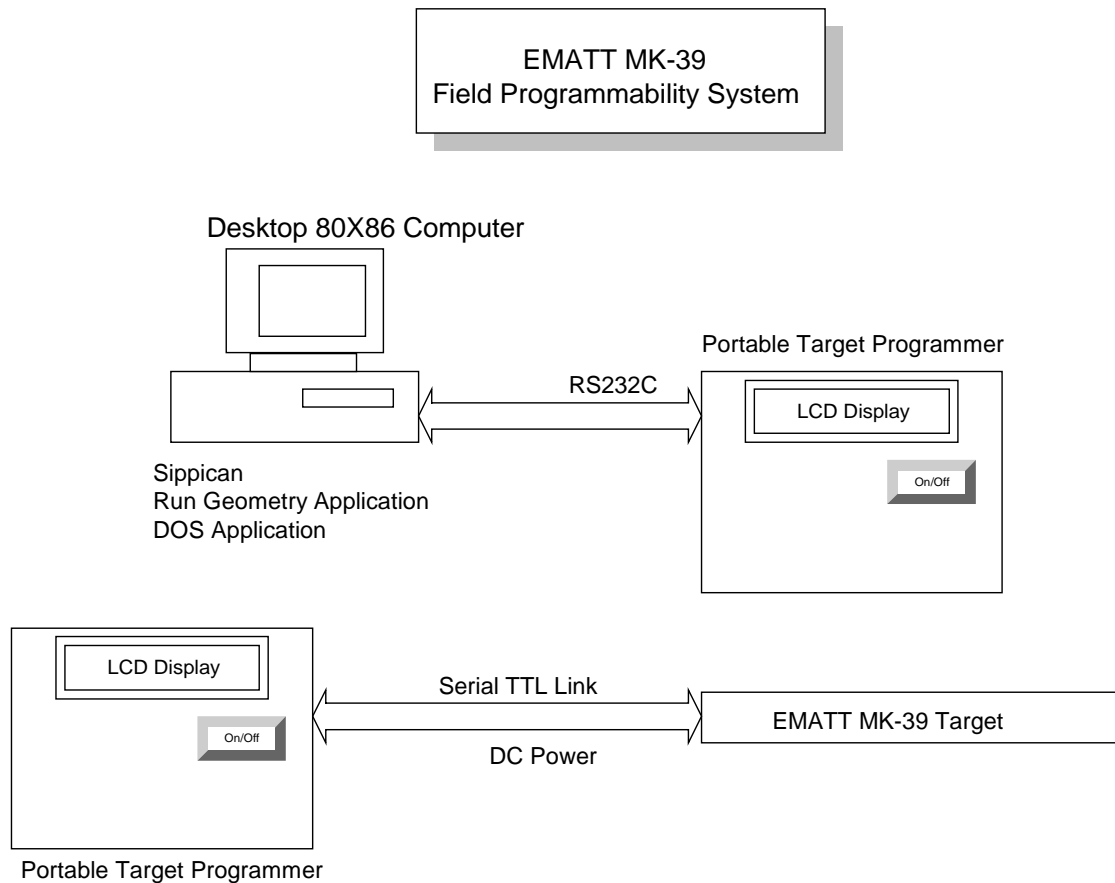 EMATT MK-39
Field Programmability System
Desktop 80X86 Computer
Portable Target Programmer
RS232C
LCD Display
On/Off
Sippican
Run Geometry Application
DOS Application
LCD Display
On/Off
Serial TTL Link
DC Power
EMATT MK-39 Target
Portable Target Programmer